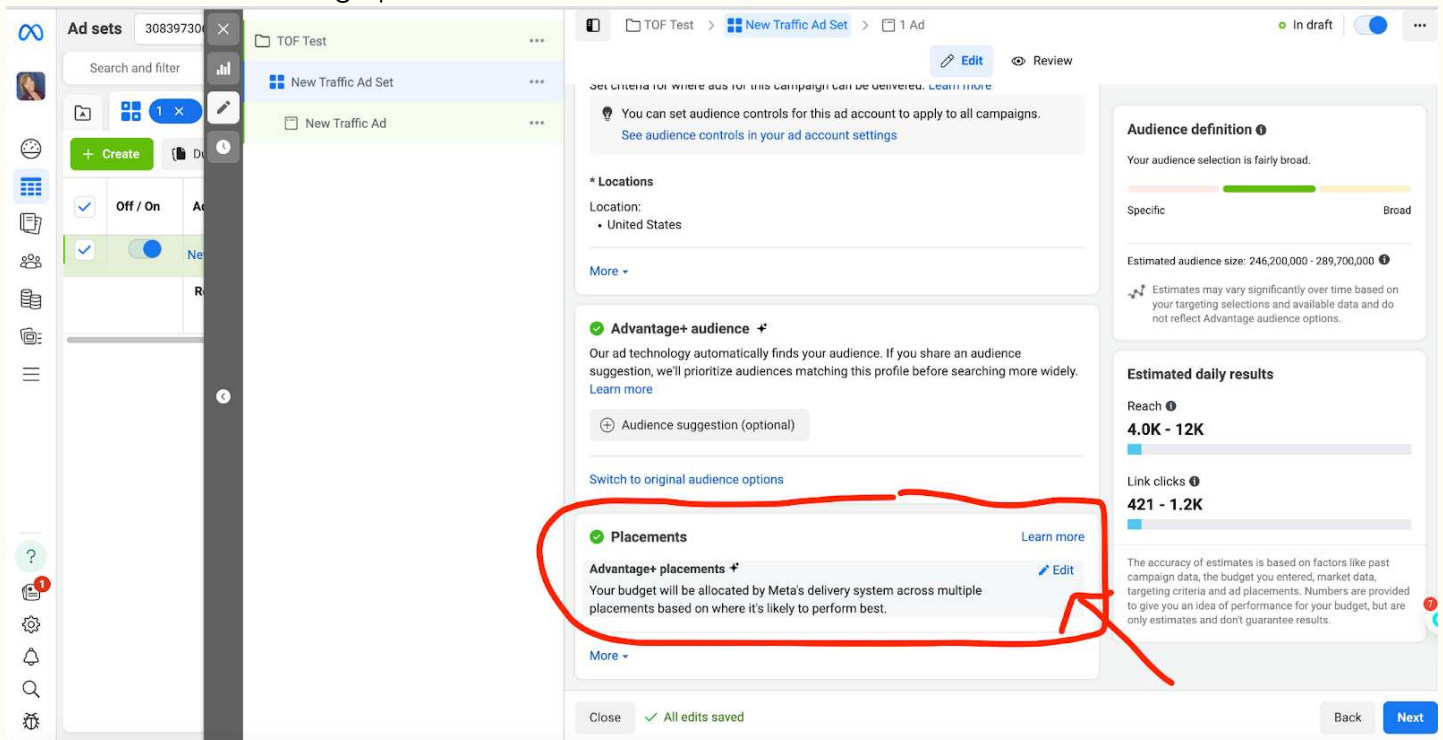 Ad sets
TOF Test
New Traffic Ad Set
New Traffic Ad
Search and filter
1 ×
+ Create
Off / On
TOF Test > New Traffic Ad Set > 1 Ad
In draft
Edit
Review
You can set audience controls for this ad account to apply to all campaigns.
See audience controls in your ad account settings
* Locations
Location:
• United States
More
Advantage+ audience
Our ad technology automatically finds your audience. If you share an audience
suggestion, we'll prioritize audiences matching this profile before searching more widely.
Learn more
Audience suggestion (optional)
Switch to original audience options
Placements
Learn more
Advantage+ placements
Edit
Your budget will be allocated by Meta's delivery system across multiple
placements based on where it's likely to perform best.
More
Close
All edits saved
Back
Next
Audience definition
Your audience selection is fairly broad.
Specific
Broad
Estimated audience size: 246,200,000 - 289,700,000
Estimates may vary significantly over time based on
your targeting selections and available data and do
not reflect Advantage audience options.
Estimated daily results
Reach
4.0K - 12K
Link clicks
421 - 1.2K
The accuracy of estimates is based on factors like past
campaign data, the budget you entered, market data,
targeting criteria and ad placements. Numbers are provided
to give you an idea of performance for your budget, but are
only estimates and don't guarantee results.
?
1
7